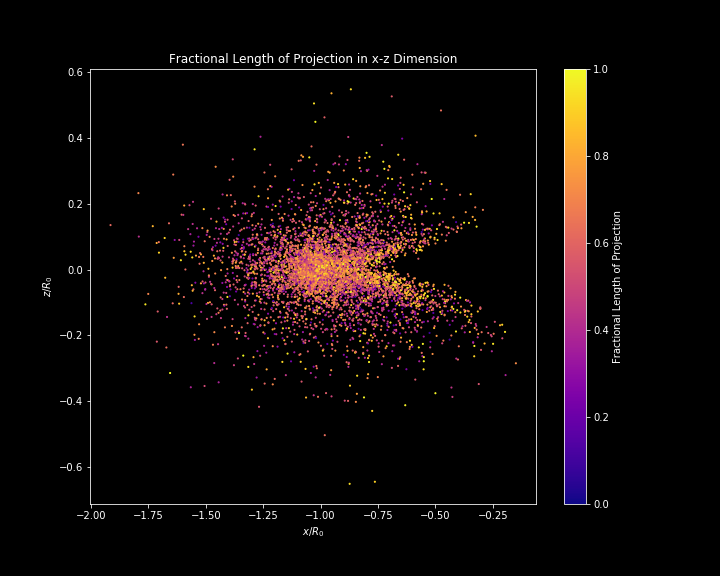 Fractional Length of Projection in x-z Dimension
0.6
0.4
0.2
0.0
−0.2
−0.4
−0.6
z/R₀
−2.00 −1.75 −1.50 −1.25 −1.00 −0.75 −0.50 −0.25
x/R₀
1.0
0.8
0.6
0.4
0.2
0.0
Fractional Length of Projection